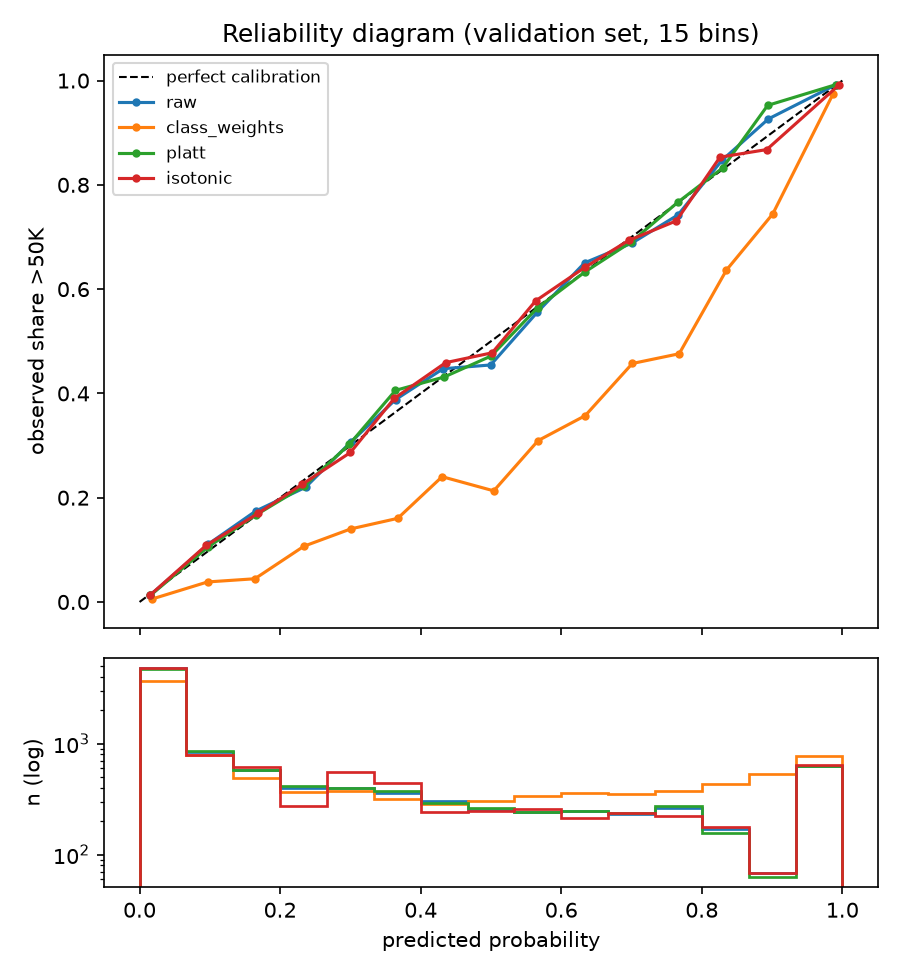 Reliability diagram (validation set, 15 bins)
perfect calibration
raw
class_weights
platt
isotonic
observed share >50K
1.0
0.8
0.6
0.4
0.2
0.0
n (log)
10³
10²
0.0 0.2 0.4 0.6 0.8 1.0
predicted probability